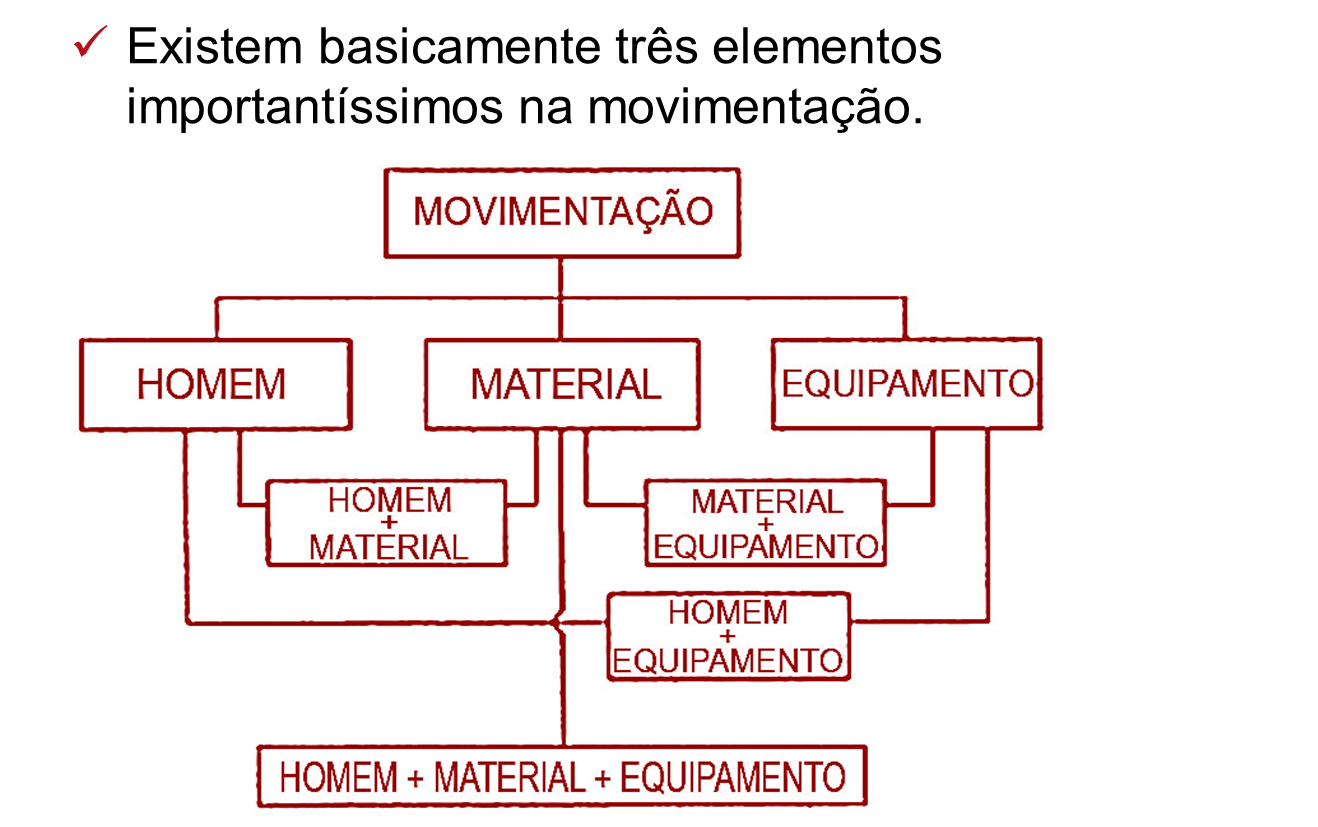 Existem basicamente três elementos
importantíssimos na movimentação.
MOVIMENTAÇÃO
HOMEM
MATERIAL
EQUIPAMENTO
HOMEM
+
MATERIAL
MATERIAL
+
EQUIPAMENTO
HOMEM
+
EQUIPAMENTO
HOMEM + MATERIAL + EQUIPAMENTO